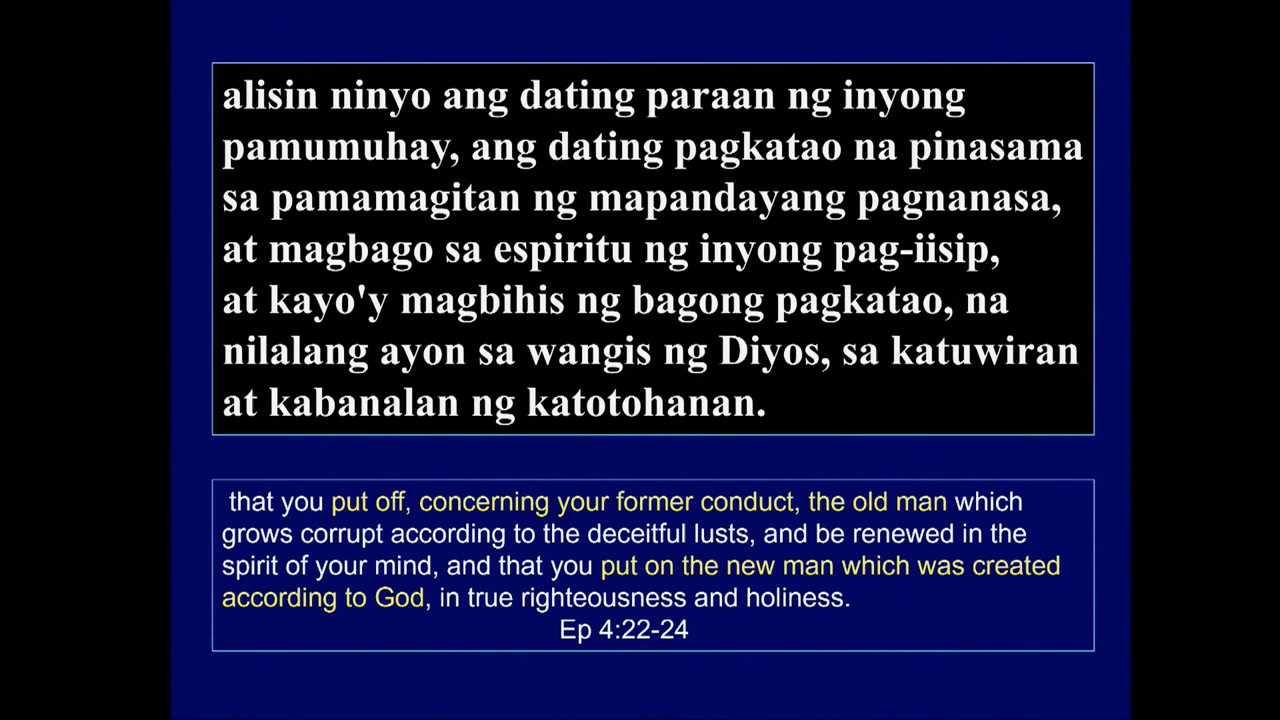 alisin ninyo ang dating paraan ng inyong
pamumuhay, ang dating pagkatao na pinasama
sa pamamagitan ng mapandayang pagnanasa,
at magbago sa espiritu ng inyong pag-iisip,
at kayo'y magbihis ng bagong pagkatao, na
nilalang ayon sa wangis ng Diyos, sa katuwiran
at kabanalan ng katotohanan.
that you put off, concerning your former conduct, the old man which
grows corrupt according to the deceitful lusts, and be renewed in the
spirit of your mind, and that you put on the new man which was created
according to God, in true righteousness and holiness.
Ep 4:22-24